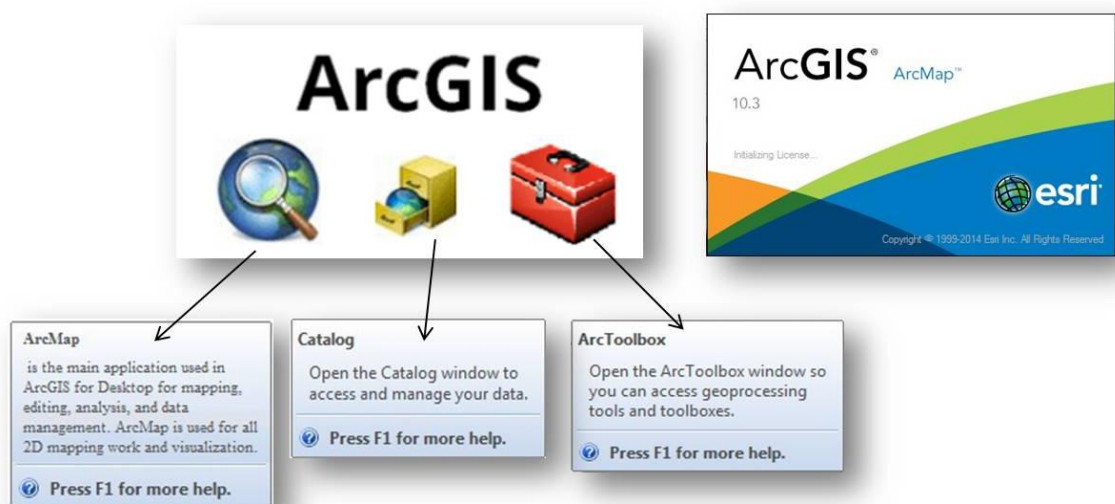 ArcGIS
ArcGIS® ArcMap™
10.3
Initializing License...
esri
Copyright © 1999-2014 Esri Inc. All Rights Reserved
ArcMap
is the main application used in
ArcGIS for Desktop for mapping,
editing, analysis, and data
management. ArcMap is used for all
2D mapping work and visualization.
Press F1 for more help.
Catalog
Open the Catalog window to
access and manage your data.
Press F1 for more help.
ArcToolbox
Open the ArcToolbox window so
you can access geoprocessing
tools and toolboxes.
Press F1 for more help.